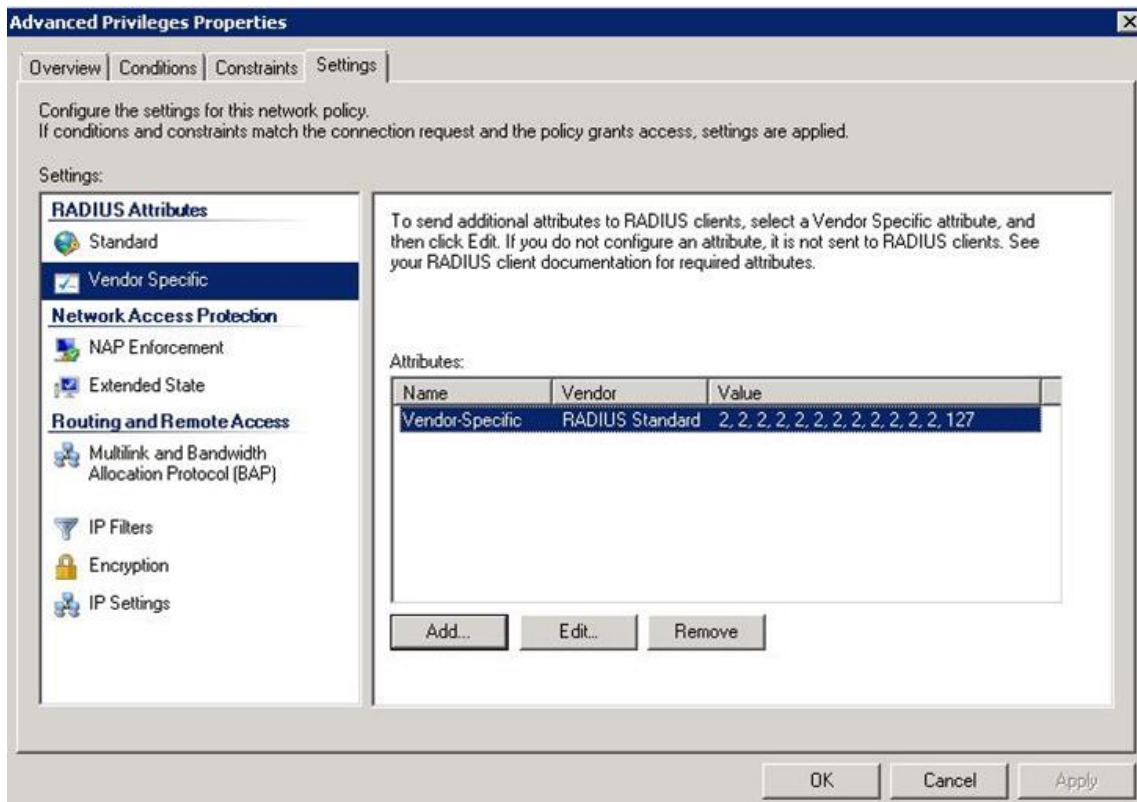 Advanced Privileges Properties
Overview
Conditions
Constraints
Settings
Configure the settings for this network policy.
If conditions and constraints match the connection request and the policy grants access, settings are applied.
Settings:
RADIUS Attributes
Standard
Vendor Specific
Network Access Protection
NAP Enforcement
Extended State
Routing and Remote Access
Multilink and Bandwidth
Allocation Protocol (BAP)
IP Filters
Encryption
IP Settings
To send additional attributes to RADIUS clients, select a Vendor Specific attribute, and
then click Edit. If you do not configure an attribute, it is not sent to RADIUS clients. See
your RADIUS client documentation for required attributes.
Attributes:
Name Vendor Value
Vendor-Specific RADIUS Standard 2, 2, 2, 2, 2, 2, 2, 2, 2, 2, 2, 2, 127
Add...
Edit...
Remove
OK
Cancel
Apply